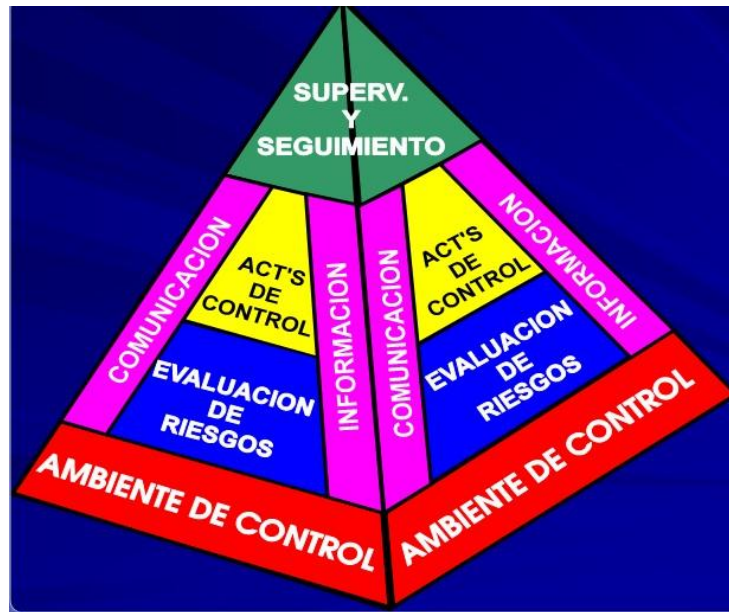 SUPERV.
Y
SEGUIMIENTO
COMUNICACION
ACT'S
DE
CONTROL
INFORMACION
EVALUACION
DE
RIESGOS
COMUNICACION
ACT'S
DE
CONTROL
INFORMACION
EVALUACION
DE
RIESGOS
AMBIENTE DE CONTROL
AMBIENTE DE CONTROL